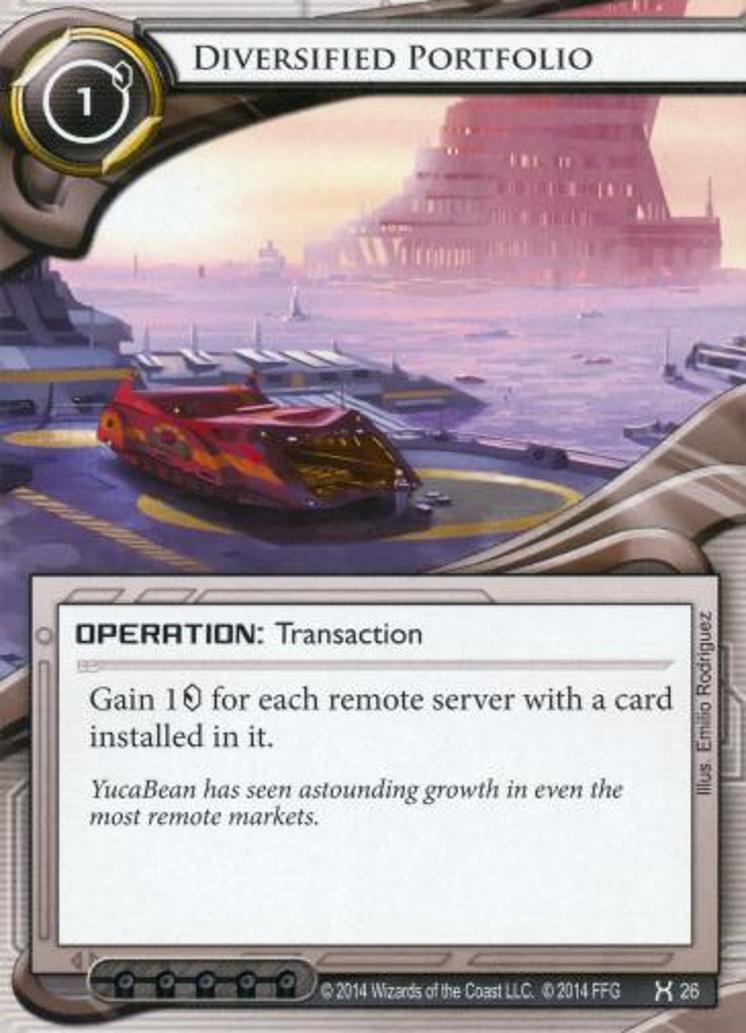 1
Diversified Portfolio
OPERATION: Transaction
Gain 1 for each remote server with a card
installed in it.
YucaBean has seen astounding growth in even the
most remote markets.
Illus. Emilio Rodriguez
© 2014 Wizards of the Coast LLC. © 2014 FFG 26